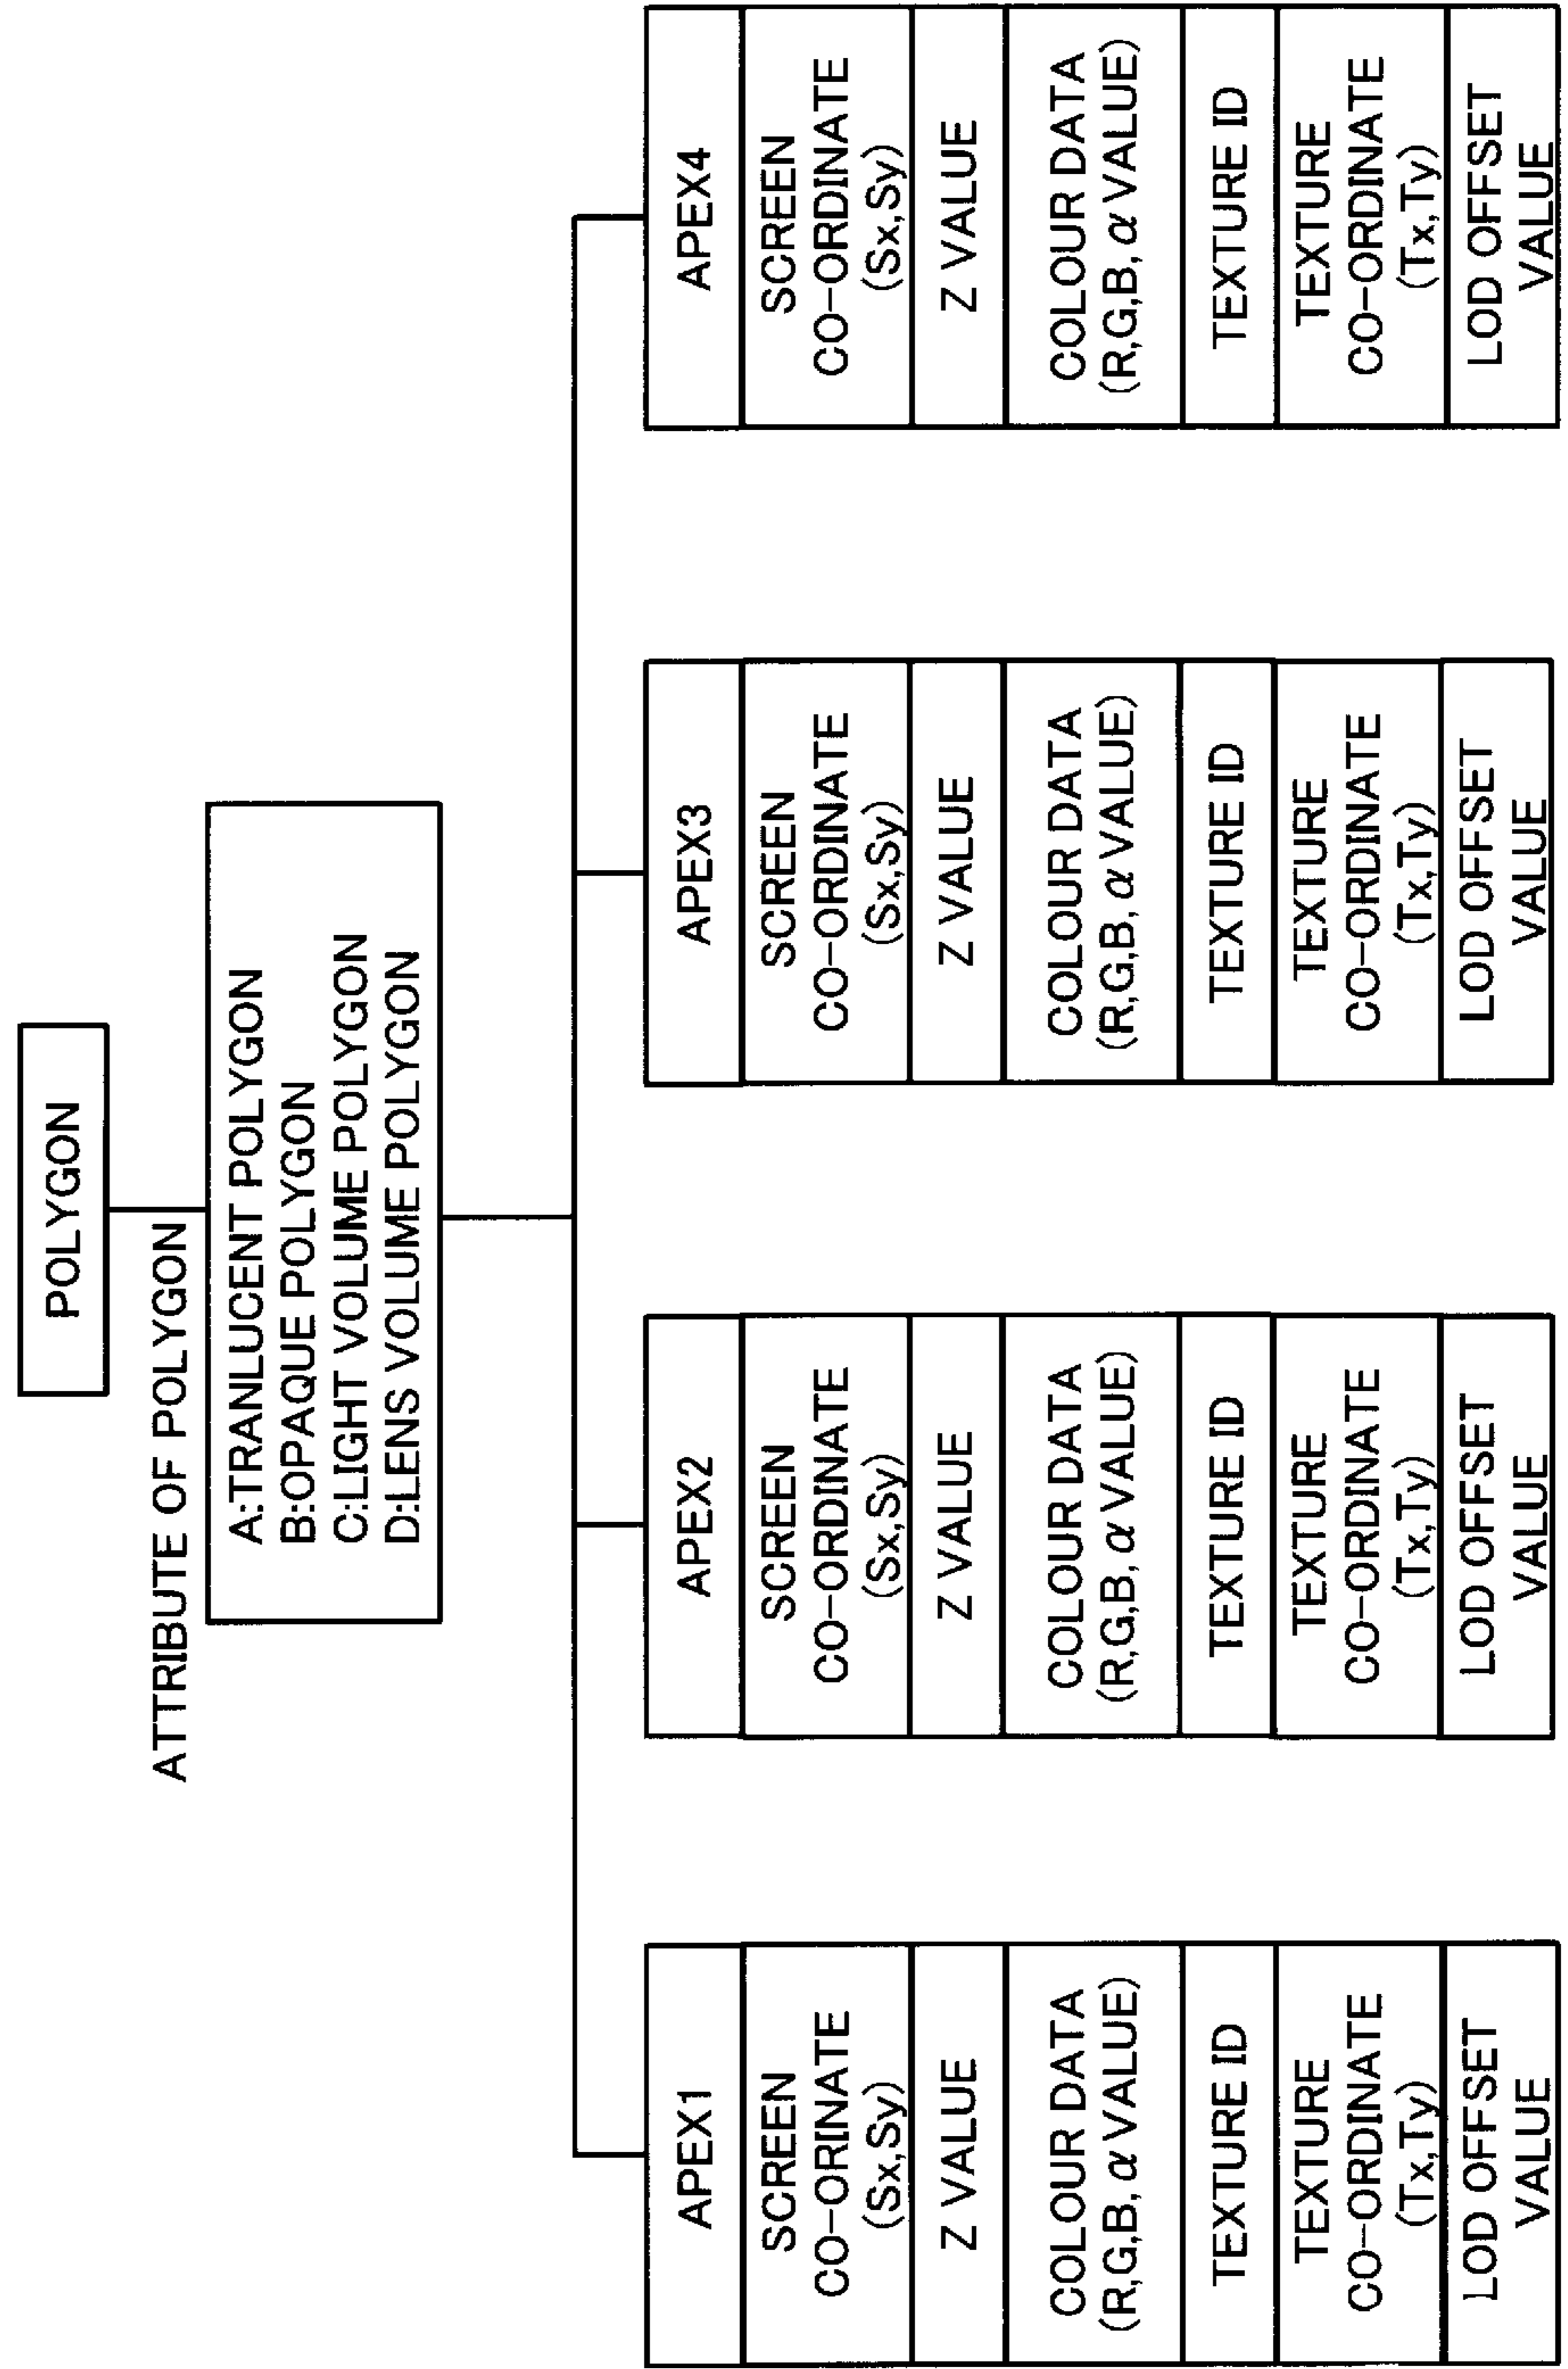 POLYGON
ATTRIBUTE OF POLYGON
A:TRANLUCENT POLYGON
B:OPAQUE POLYGON
C:LIGHT VOLUME POLYGON
D:LENS VOLUME POLYGON
APEX1
SCREEN
CO-ORINATE
(Sx,Sy)
Z VALUE
COLOUR DATA
(R,G,B,α VALUE)
TEXTURE ID
TEXTURE
CO-ORDINATE
(Tx,Ty)
LOD OFFSET
VALUE
APEX2
SCREEN
CO-ORDINATE
(Sx,Sy)
Z VALUE
COLOUR DATA
(R,G,B,α VALUE)
TEXTURE ID
TEXTURE
CO-ORDINATE
(Tx,Ty)
LOD OFFSET
VALUE
APEX3
SCREEN
CO-ORDINATE
(Sx,Sy)
Z VALUE
COLOUR DATA
(R,G,B,α VALUE)
TEXTURE ID
TEXTURE
CO-ORDINATE
(Tx,Ty)
LOD OFFSET
VALUE
APEX4
SCREEN
CO-ORDINATE
(Sx,Sy)
Z VALUE
COLOUR DATA
(R,G,B,α VALUE)
TEXTURE ID
TEXTURE
CO-ORDINATE
(Tx,Ty)
LOD OFFSET
VALUE